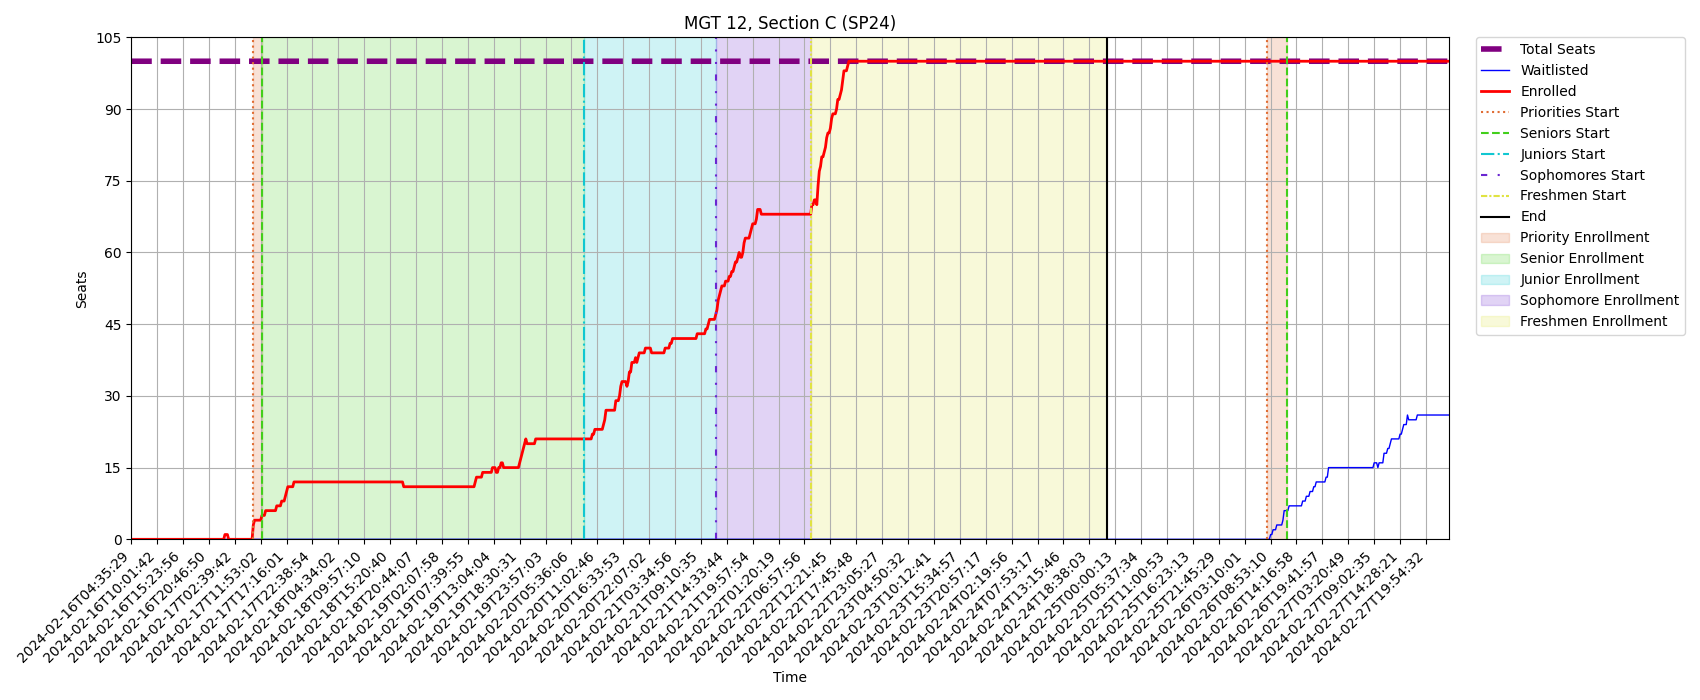 MGT 12, Section C (SP24)
105
90
75
60
45
30
15
0
Seats
2024-02-16T04:35:29
2024-02-16T10:01:42
2024-02-16T15:23:56
2024-02-16T20:46:50
2024-02-17T02:39:42
2024-02-17T11:53:02
2024-02-17T17:16:01
2024-02-17T22:38:54
2024-02-18T04:34:02
2024-02-18T09:57:10
2024-02-18T15:20:40
2024-02-18T20:44:07
2024-02-19T02:07:58
2024-02-19T07:39:55
2024-02-19T13:04:04
2024-02-19T18:30:31
2024-02-19T23:57:03
2024-02-20T05:36:06
2024-02-20T11:02:46
2024-02-20T16:33:53
2024-02-20T22:07:02
2024-02-21T03:34:56
2024-02-21T09:10:35
2024-02-21T14:33:44
2024-02-21T19:57:54
2024-02-22T01:20:19
2024-02-22T06:57:56
2024-02-22T12:21:45
2024-02-22T17:45:48
2024-02-22T23:05:27
2024-02-23T04:50:32
2024-02-23T10:12:41
2024-02-23T15:34:57
2024-02-23T20:57:17
2024-02-24T02:19:56
2024-02-24T07:53:17
2024-02-24T13:15:46
2024-02-24T18:38:03
2024-02-25T00:00:13
2024-02-25T05:37:34
2024-02-25T11:00:53
2024-02-25T16:23:13
2024-02-25T21:45:29
2024-02-26T03:10:01
2024-02-26T08:53:10
2024-02-26T14:16:58
2024-02-26T19:41:57
2024-02-27T03:20:49
2024-02-27T09:02:35
2024-02-27T14:28:21
2024-02-27T19:54:32
Time
Total Seats
Waitlisted
Enrolled
Priorities Start
Seniors Start
Juniors Start
Sophomores Start
Freshmen Start
End
Priority Enrollment
Senior Enrollment
Junior Enrollment
Sophomore Enrollment
Freshmen Enrollment